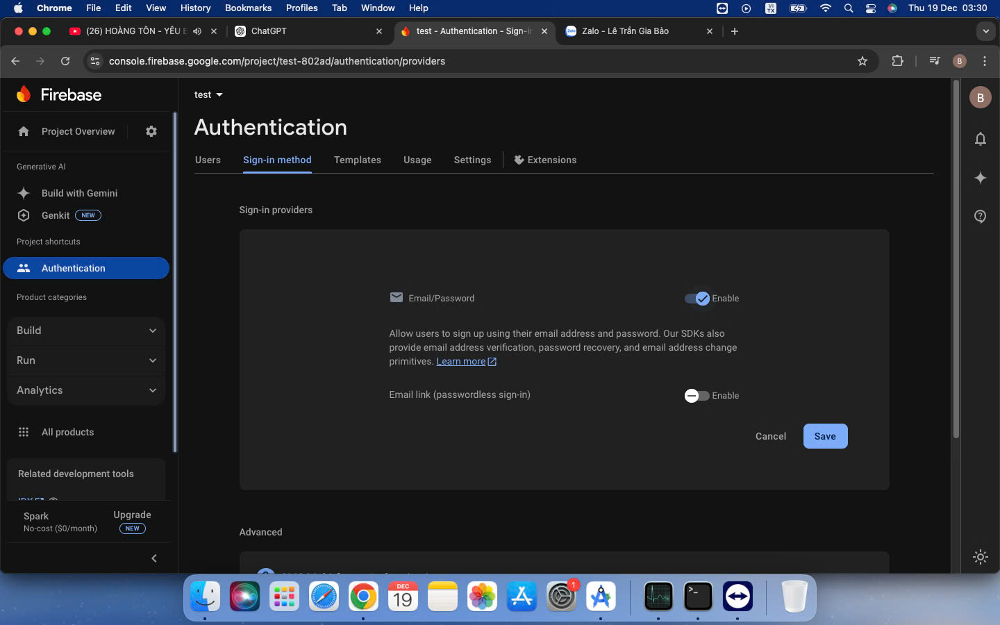 Chrome File Edit View History Bookmarks Profiles Tab Window Help VI TX Thu 19 Dec 03:30
(26) HOÀNG TÔN - YÊU E ChatGPT test - Authentication - Sign-in Zalo - Lê Trần Gia Bảo
console.firebase.google.com/project/test-802ad/authentication/providers B
Firebase
Project Overview
Generative AI
Build with Gemini
Genkit NEW
Project shortcuts
Authentication
Product categories
Build
Run
Analytics
All products
Related development tools
Spark
No-cost ($0/month)
Upgrade
NEW
test
B
Authentication
Users Sign-in method Templates Usage Settings Extensions
Sign-in providers
Email/Password Enable
Allow users to sign up using their email address and password. Our SDKs also
provide email address verification, password recovery, and email address change
primitives. Learn more
Email link (passwordless sign-in) Enable
Cancel Save
Advanced
DEC
19
1
>_